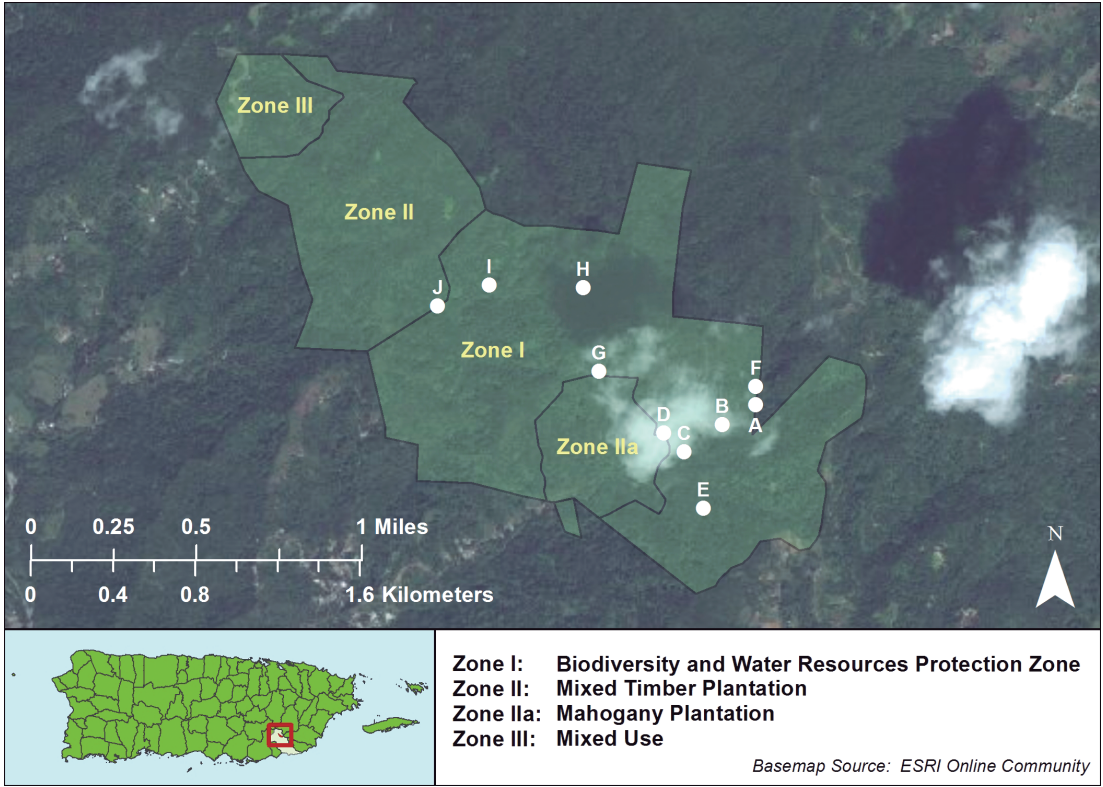 Zone III
Zone II
I
H
J
Zone I
G
F
B
A
D
C
Zone IIa
E
0 0.25 0.5 1 Miles
0 0.4 0.8 1.6 Kilometers
N
Zone I: Biodiversity and Water Resources Protection Zone
Zone II: Mixed Timber Plantation
Zone IIa: Mahogany Plantation
Zone III: Mixed Use
Basemap Source: ESRI Online Community